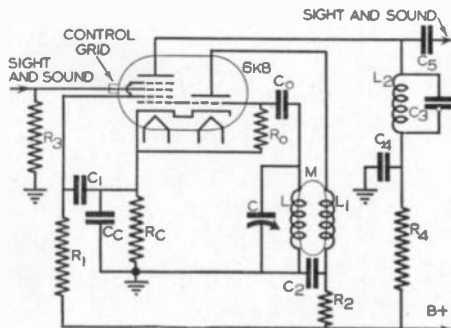 SIGHT AND SOUND
CONTROL GRID
SIGHT AND SOUND
6K8
C5
L2
C3
C0
R3
R0
C4
M
C1
CC
RC
C
L
L1
R4
R1
C2
R2
B+